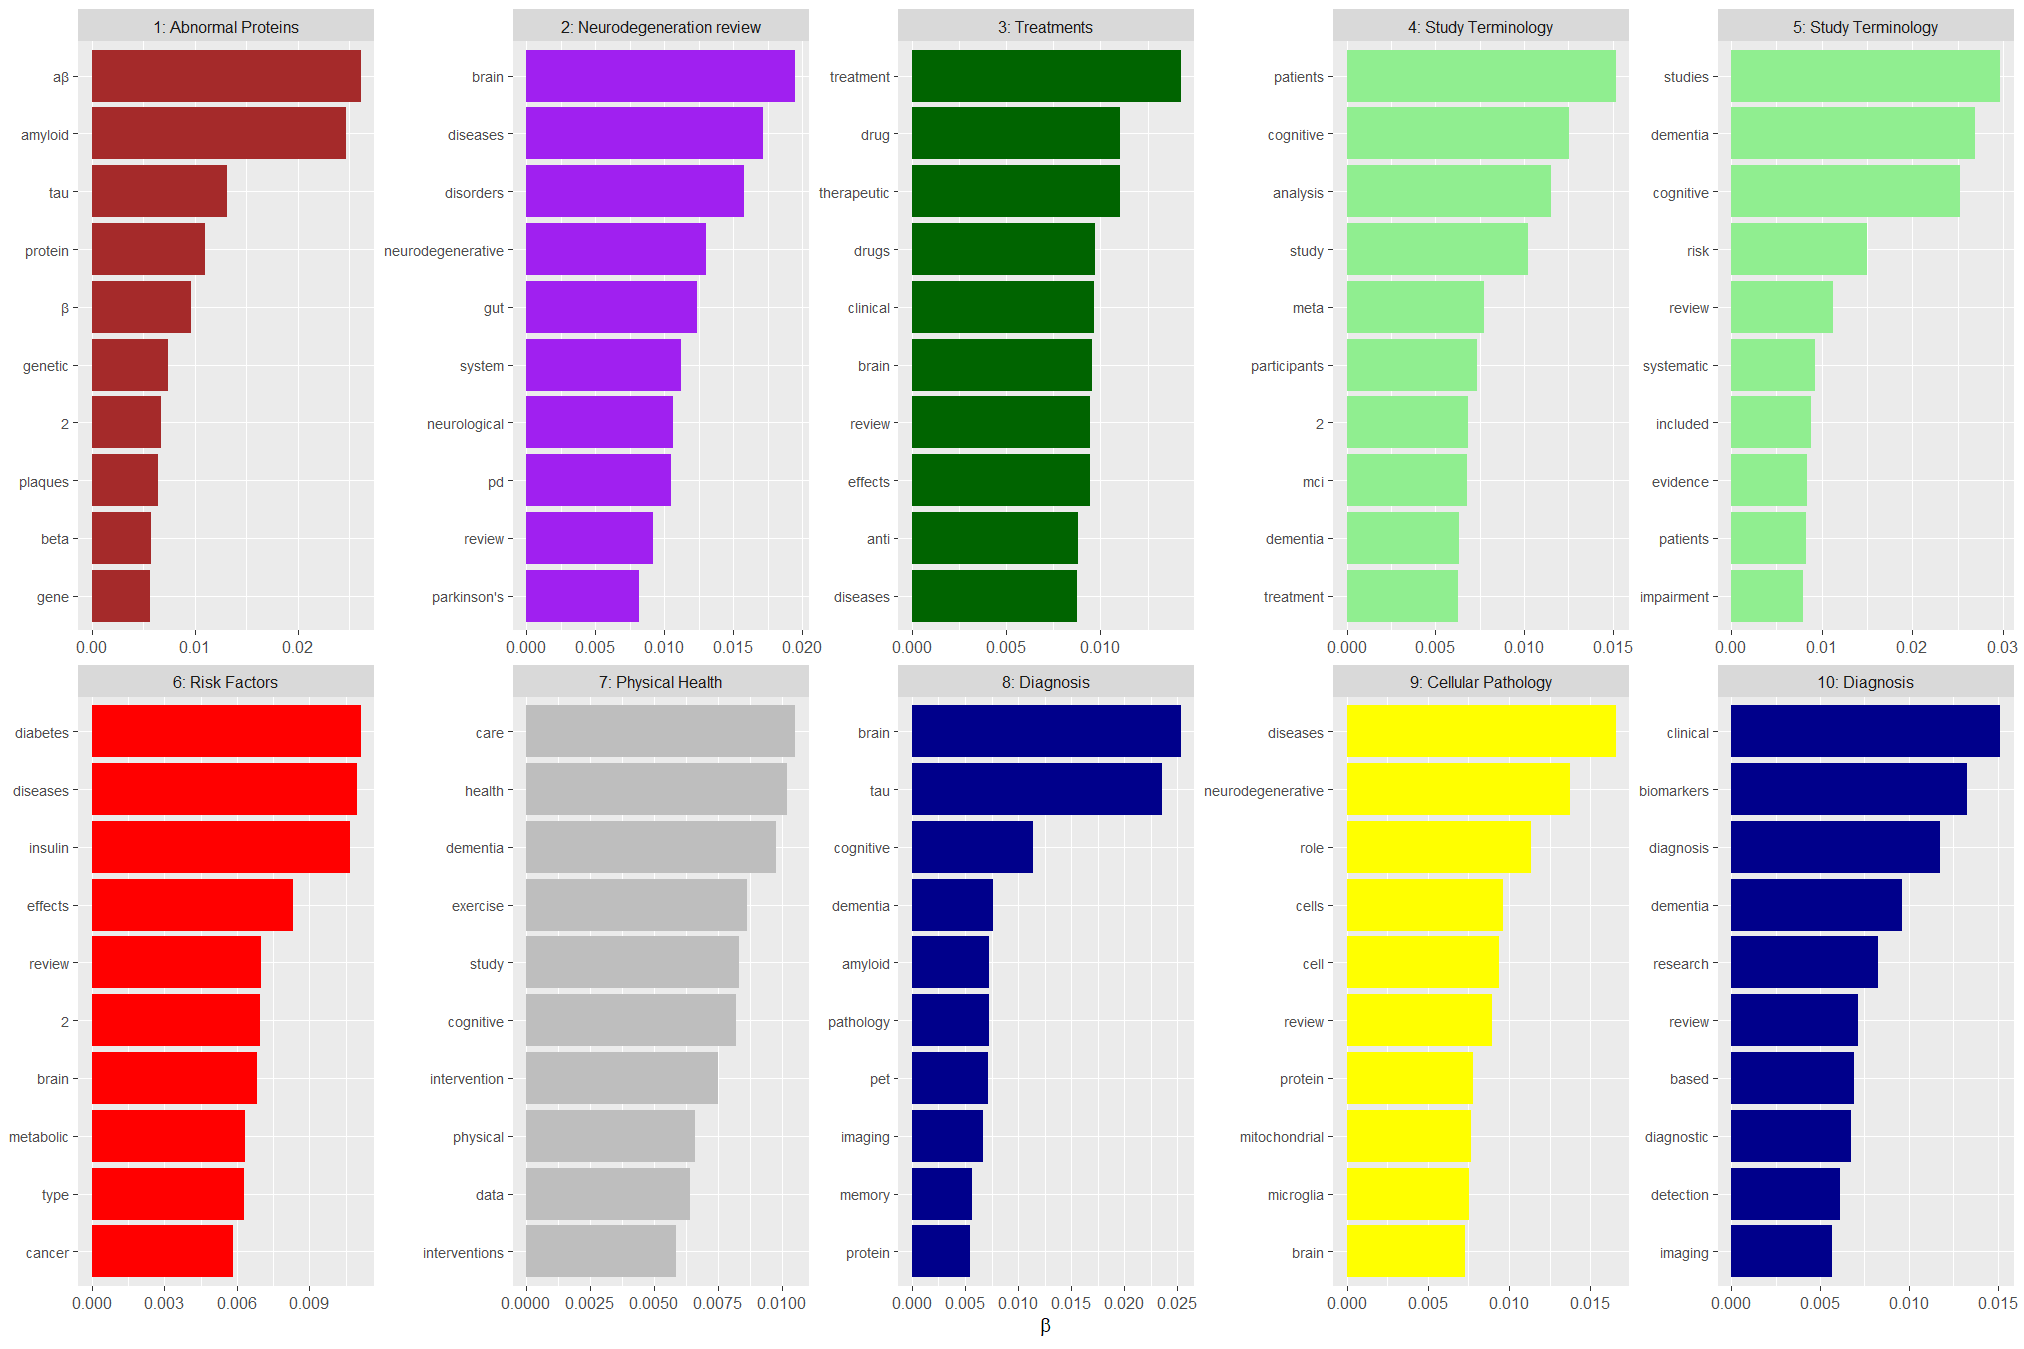 1: Abnormal Proteins
aβ
amyloid
tau
protein
β
genetic
2
plaques
beta
gene
0.00 0.01 0.02
2: Neurodegeneration review
brain
diseases
disorders
neurodegenerative
gut
system
neurological
pd
review
parkinson's
0.000 0.005 0.010 0.015 0.020
3: Treatments
treatment
drug
therapeutic
drugs
clinical
brain
review
effects
anti
diseases
0.000 0.005 0.010
4: Study Terminology
patients
cognitive
analysis
study
meta
participants
2
mci
dementia
treatment
0.000 0.005 0.010 0.015
5: Study Terminology
studies
dementia
cognitive
risk
review
systematic
included
evidence
patients
impairment
0.00 0.01 0.02 0.03
6: Risk Factors
diabetes
diseases
insulin
effects
review
2
brain
metabolic
type
cancer
0.000 0.003 0.006 0.009
7: Physical Health
care
health
dementia
exercise
study
cognitive
intervention
physical
data
interventions
0.0000 0.0025 0.0050 0.0075 0.0100
8: Diagnosis
brain
tau
cognitive
dementia
amyloid
pathology
pet
imaging
memory
protein
0.000 0.005 0.010 0.015 0.020 0.025
9: Cellular Pathology
diseases
neurodegenerative
role
cells
cell
review
protein
mitochondrial
microglia
brain
0.000 0.005 0.010 0.015
10: Diagnosis
clinical
biomarkers
diagnosis
dementia
research
review
based
diagnostic
detection
imaging
0.000 0.005 0.010 0.015
β